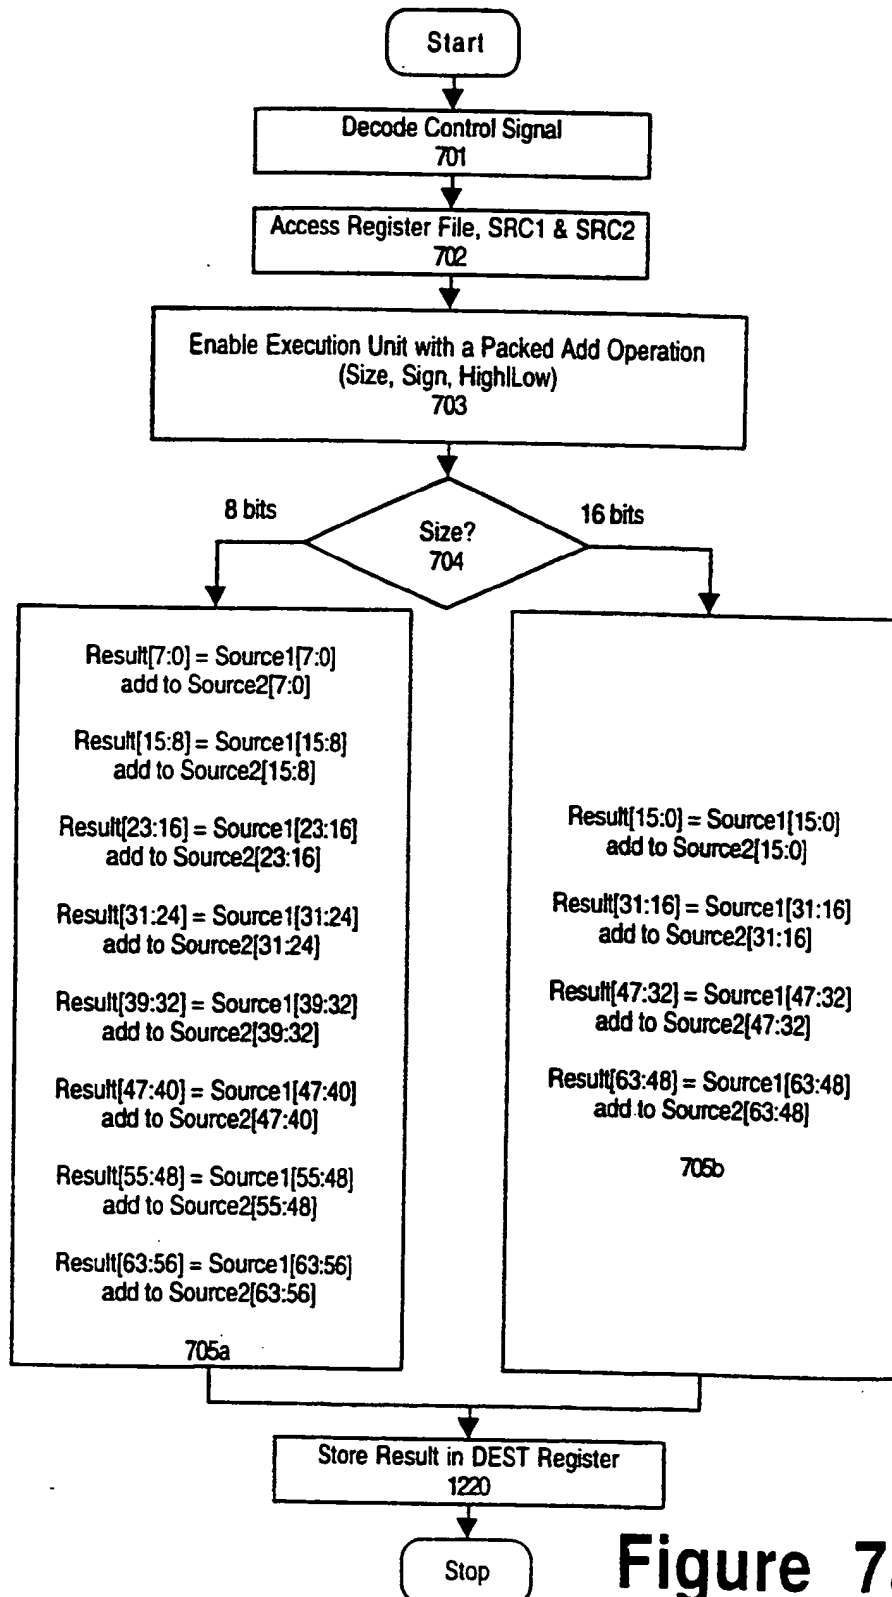 Start
Decode Control Signal
701
Access Register File, SRC1 & SRC2
702
Enable Execution Unit with a Packed Add Operation
(Size, Sign, High|Low)
703
8 bits
Size?
704
16 bits
Result[7:0] = Source1[7:0]
add to Source2[7:0]
Result[15:8] = Source1[15:8]
add to Source2[15:8]
Result[23:16] = Source1[23:16]
add to Source2[23:16]
Result[31:24] = Source1[31:24]
add to Source2[31:24]
Result[39:32] = Source1[39:32]
add to Source2[39:32]
Result[47:40] = Source1[47:40]
add to Source2[47:40]
Result[55:48] = Source1[55:48]
add to Source2[55:48]
Result[63:56] = Source1[63:56]
add to Source2[63:56]
705a
Result[15:0] = Source1[15:0]
add to Source2[15:0]
Result[31:16] = Source1[31:16]
add to Source2[31:16]
Result[47:32] = Source1[47:32]
add to Source2[47:32]
Result[63:48] = Source1[63:48]
add to Source2[63:48]
705b
Store Result in DEST Register
1220
Stop
Figure